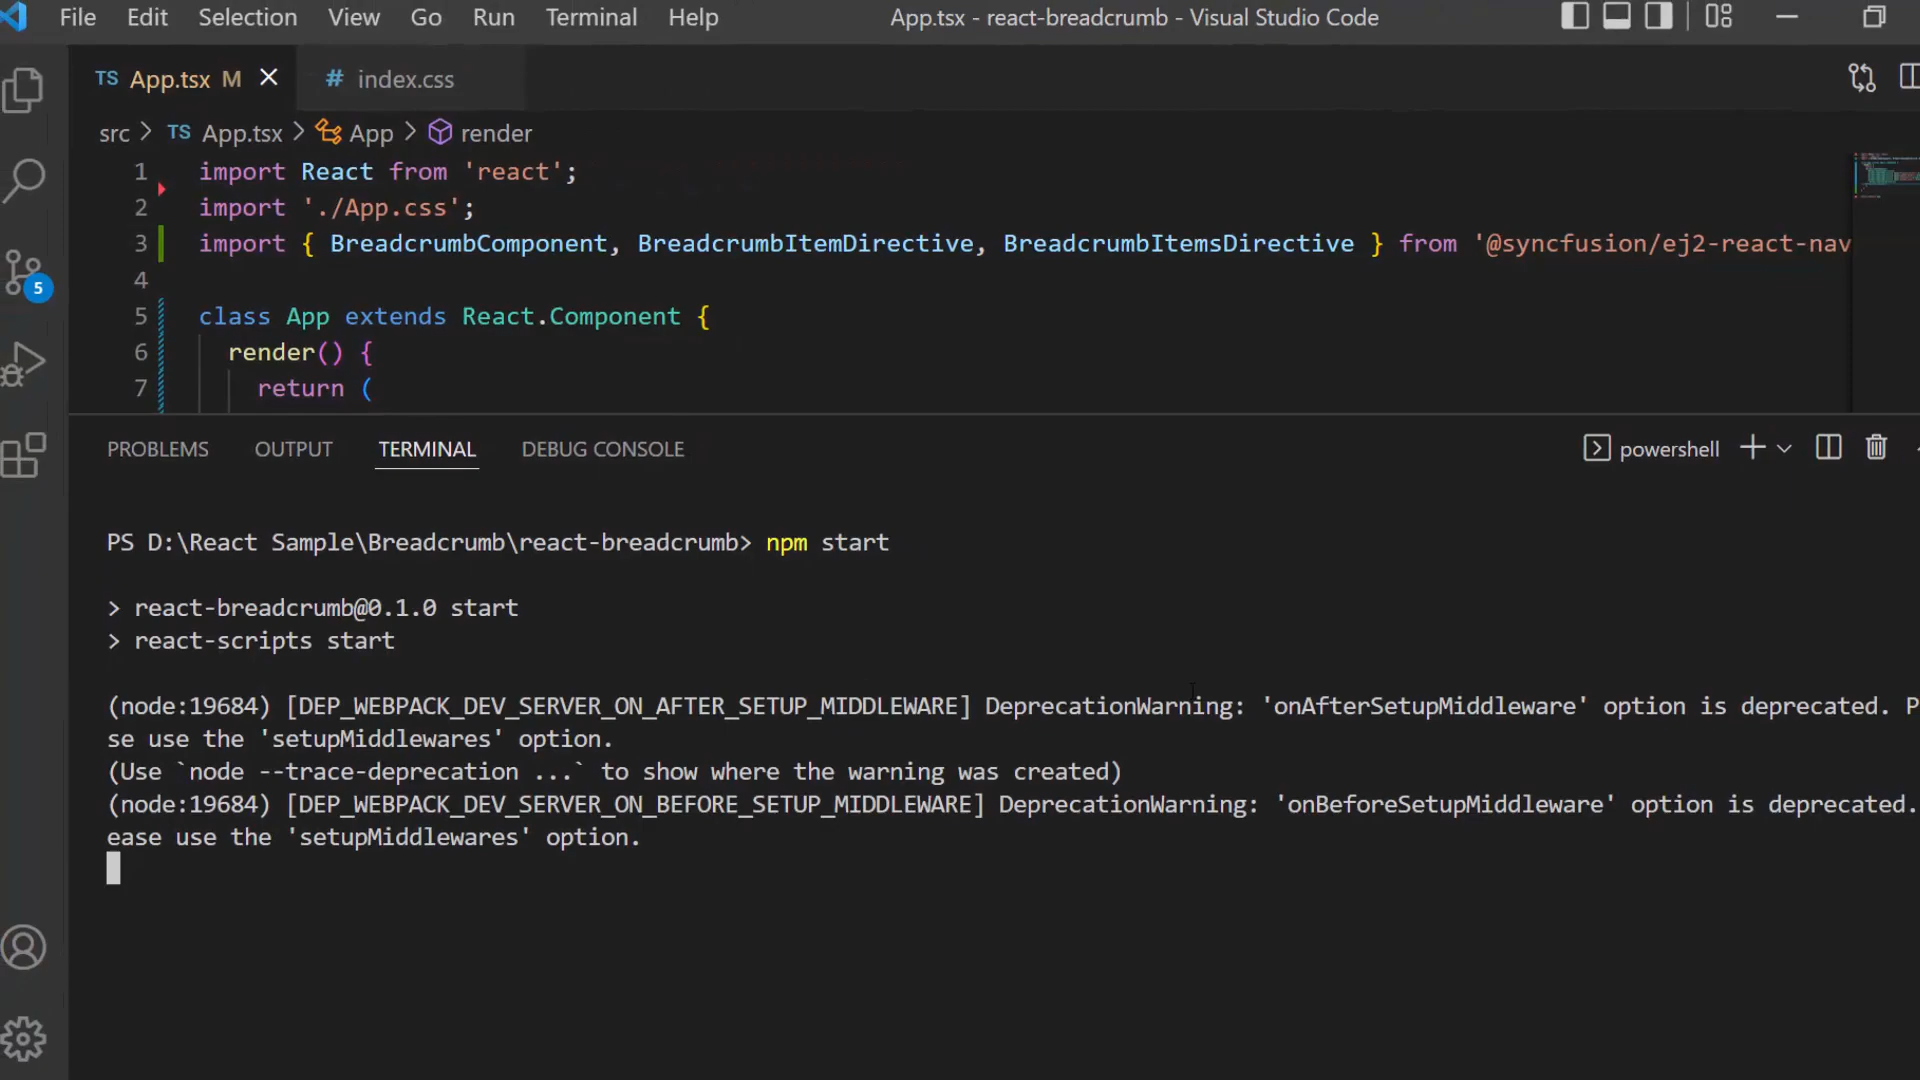 File Edit Selection View Go Run Terminal Help App.tsx - react-breadcrumb - Visual Studio Code
TS App.tsx M # index.css
src > TS App.tsx > App > render
1 import React from 'react';
2 import './App.css';
3 import { BreadcrumbComponent, BreadcrumbItemDirective, BreadcrumbItemsDirective } from '@syncfusion/ej2-react-nav
4
5 class App extends React.Component {
6 render() {
7 return (
5
PROBLEMS OUTPUT TERMINAL DEBUG CONSOLE powershell
PS D:\React Sample\Breadcrumb\react-breadcrumb> npm start
> react-breadcrumb@0.1.0 start
> react-scripts start
(node:19684) [DEP_WEBPACK_DEV_SERVER_ON_AFTER_SETUP_MIDDLEWARE] DeprecationWarning: 'onAfterSetupMiddleware' option is deprecated. P
se use the 'setupMiddlewares' option.
(Use `node --trace-deprecation ...` to show where the warning was created)
(node:19684) [DEP_WEBPACK_DEV_SERVER_ON_BEFORE_SETUP_MIDDLEWARE] DeprecationWarning: 'onBeforeSetupMiddleware' option is deprecated.
ease use the 'setupMiddlewares' option.